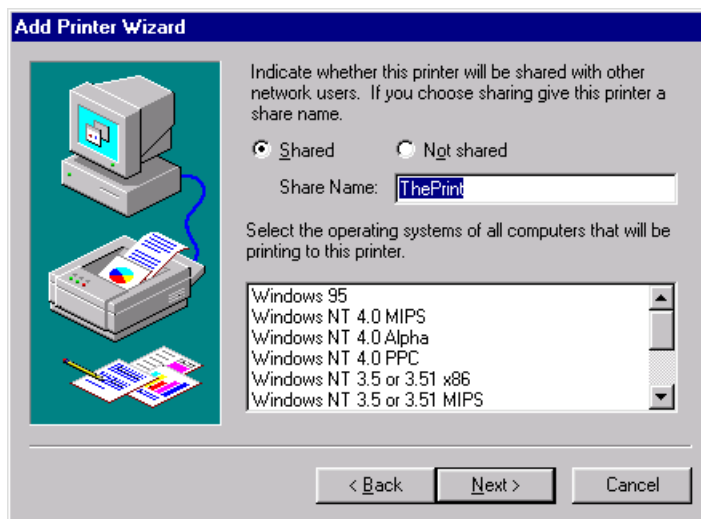 Add Printer Wizard
Indicate whether this printer will be shared with other
network users.  If you choose sharing give this printer a
share name.
Shared Not shared
Share Name: ThePrint
Select the operating systems of all computers that will be
printing to this printer.
Windows 95
Windows NT 4.0 MIPS
Windows NT 4.0 Alpha
Windows NT 4.0 PPC
Windows NT 3.5 or 3.51 x86
Windows NT 3.5 or 3.51 MIPS
< Back Next > Cancel